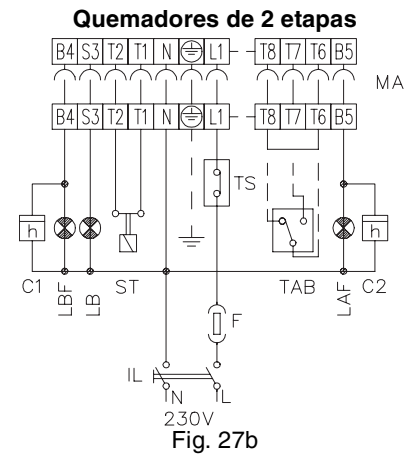 Quemadores de 2 etapas
B4 S3 T2 T1 N L1 T8 T7 T6 B5
MA
B4 S3 T2 T1 N L1 T8 T7 T6 B5
TS
h h
C1 LBF LB ST TAB LAF C2
F
IL
N L
230V
Fig. 27b